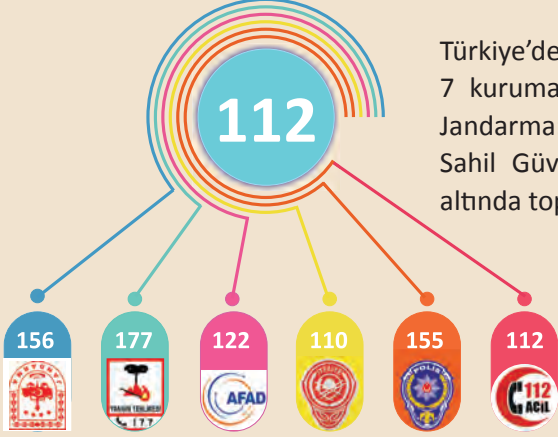 Türkiye’de
7 kuruma
Jandarma
Sahil Güv
altında top
112
156
177
122
110
155
112
YANGIN TEHLİKESİ
177
AFAD
POLİS
112
ACİL